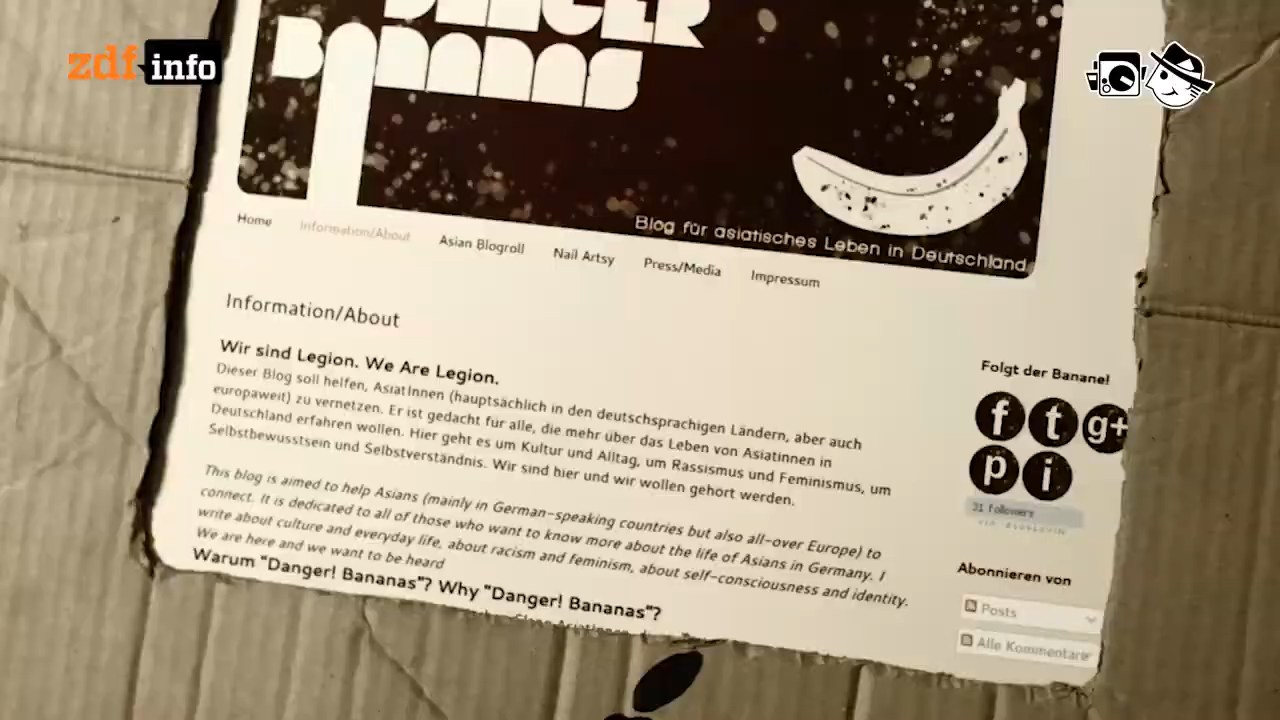 zdf info
DANGER
BANANAS
Blog für asiatisches Leben in Deutschland
Home Information/About Asian Blogroll Nail Artsy Press/Media Impressum
Information/About
Wir sind Legion. We Are Legion.
Dieser Blog soll helfen, AsiatInnen (hauptsächlich in den deutschsprachigen Ländern, aber auch
europaweit) zu vernetzen. Er ist gedacht für alle, die mehr über das Leben von Asiatinnen in
Deutschland erfahren wollen. Hier geht es um Kultur und Alltag, um Rassismus und Feminismus, um
Selbstbewusstsein und Selbstverständnis. Wir sind hier und wir wollen gehört werden.
This blog is aimed to help Asians (mainly in German-speaking countries but also all-over Europe) to
connect. It is dedicated to all of those who want to know more about the life of Asians in Germany. I
write about culture and everyday life, about racism and feminism, about self-consciousness and identity.
We are here and we want to be heard
Warum "Danger! Bananas"? Why "Danger! Bananas"?
Folgt der Banane!
f t g+
p i
31 followers
Abonnieren von
Posts
Alle Kommentare